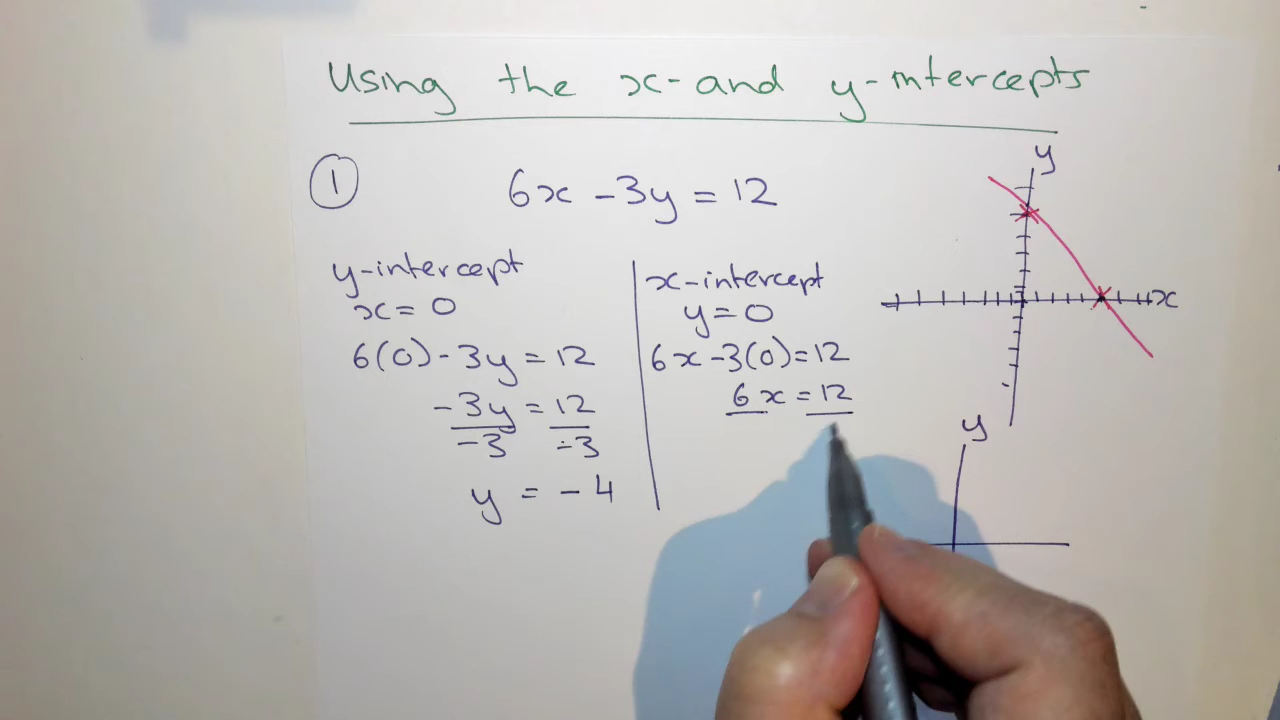 Using the x-and y-intercepts
①
6x - 3y = 12
y-intercept
x = 0
6(0) - 3y = 12
-3y = 12
-3 -3
y = -4
x-intercept
y = 0
6x - 3(0) = 12
6x = 12
y
x
y